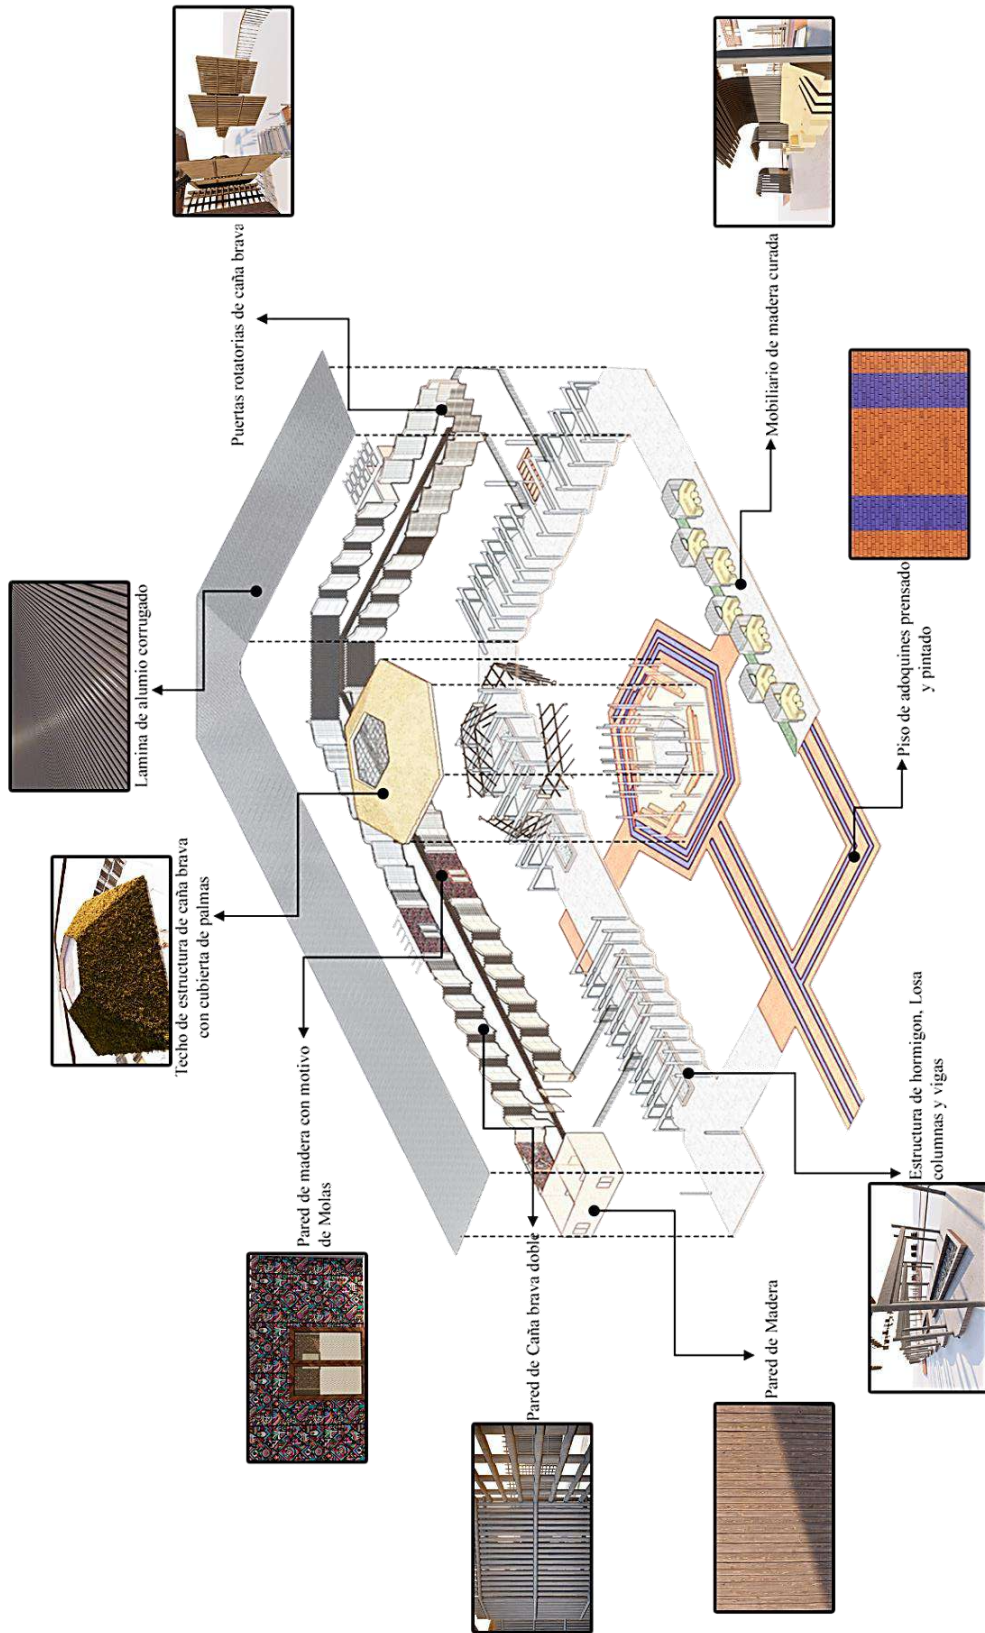 Techo de estructura de caña brava
con cubierta de palmas
Lamina de alumio corrugado
Puertas rotatorias de caña brava
Pared de madera con motivo
de Molas
Pared de Caña brava doble
Pared de Madera
Estructura de hormigon, Losa
columnas y vigas
Piso de adoquines prensado
y pintado
Mobiliario de madera curada